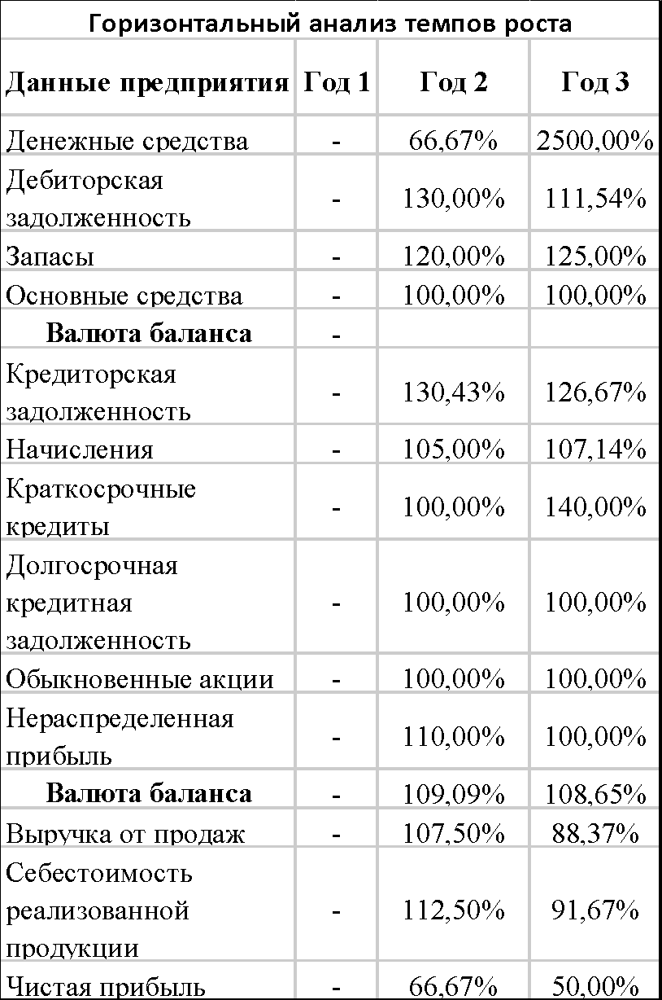 Горизонтальный анализ темпов роста
Данные предприятия Год 1 Год 2 Год 3
Денежные средства - 66,67% 2500,00%
Дебиторская
задолженность - 130,00% 111,54%
Запасы - 120,00% 125,00%
Основные средства - 100,00% 100,00%
Валюта баланса -
Кредиторская
задолженность - 130,43% 126,67%
Начисления - 105,00% 107,14%
Краткосрочные
кредиты - 100,00% 140,00%
Долгосрочная
кредитная - 100,00% 100,00%
задолженность
Обыкновенные акции - 100,00% 100,00%
Нераспределенная
прибыль - 110,00% 100,00%
Валюта баланса - 109,09% 108,65%
Выручка от продаж - 107,50% 88,37%
Себестоимость
реализованной - 112,50% 91,67%
продукции
Чистая прибыль - 66,67% 50,00%